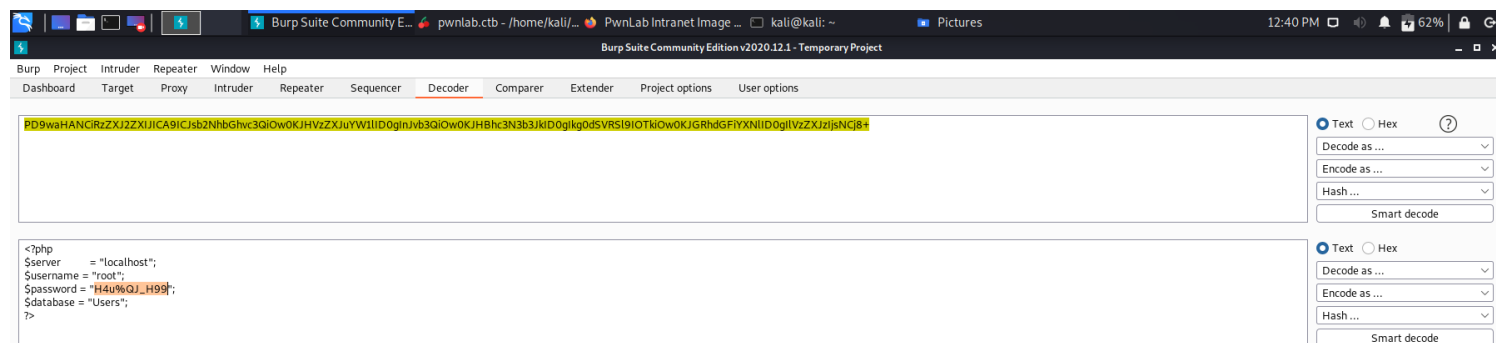 Burp Suite Community E... pwnlab.ctb - /home/kali/... PwnLab Intranet Image ... kali@kali: ~ Pictures 12:40 PM 62%
Burp Suite Community Edition v2020.12.1 - Temporary Project
Burp Project Intruder Repeater Window Help
Dashboard Target Proxy Intruder Repeater Sequencer Decoder Comparer Extender Project options User options
PD9waHANCiRzZXJ2ZXIJICA9ICJsb2NhbGhvc3QiOw0KJHVzZXJuYW1lID0gInJvb3QiOw0KJHBhc3N3b3JkID0gIkg0dSVRSl9IOTkiOw0KJGRhdGFiYXNlID0gIlVzZXJzIjsNCj8+
Text Hex ?
Decode as ...
Encode as ...
Hash ...
Smart decode
<?php
$server = "localhost";
$username = "root";
$password = "H4u%QJ_H99";
$database = "Users";
?>
Text Hex
Decode as ...
Encode as ...
Hash ...
Smart decode